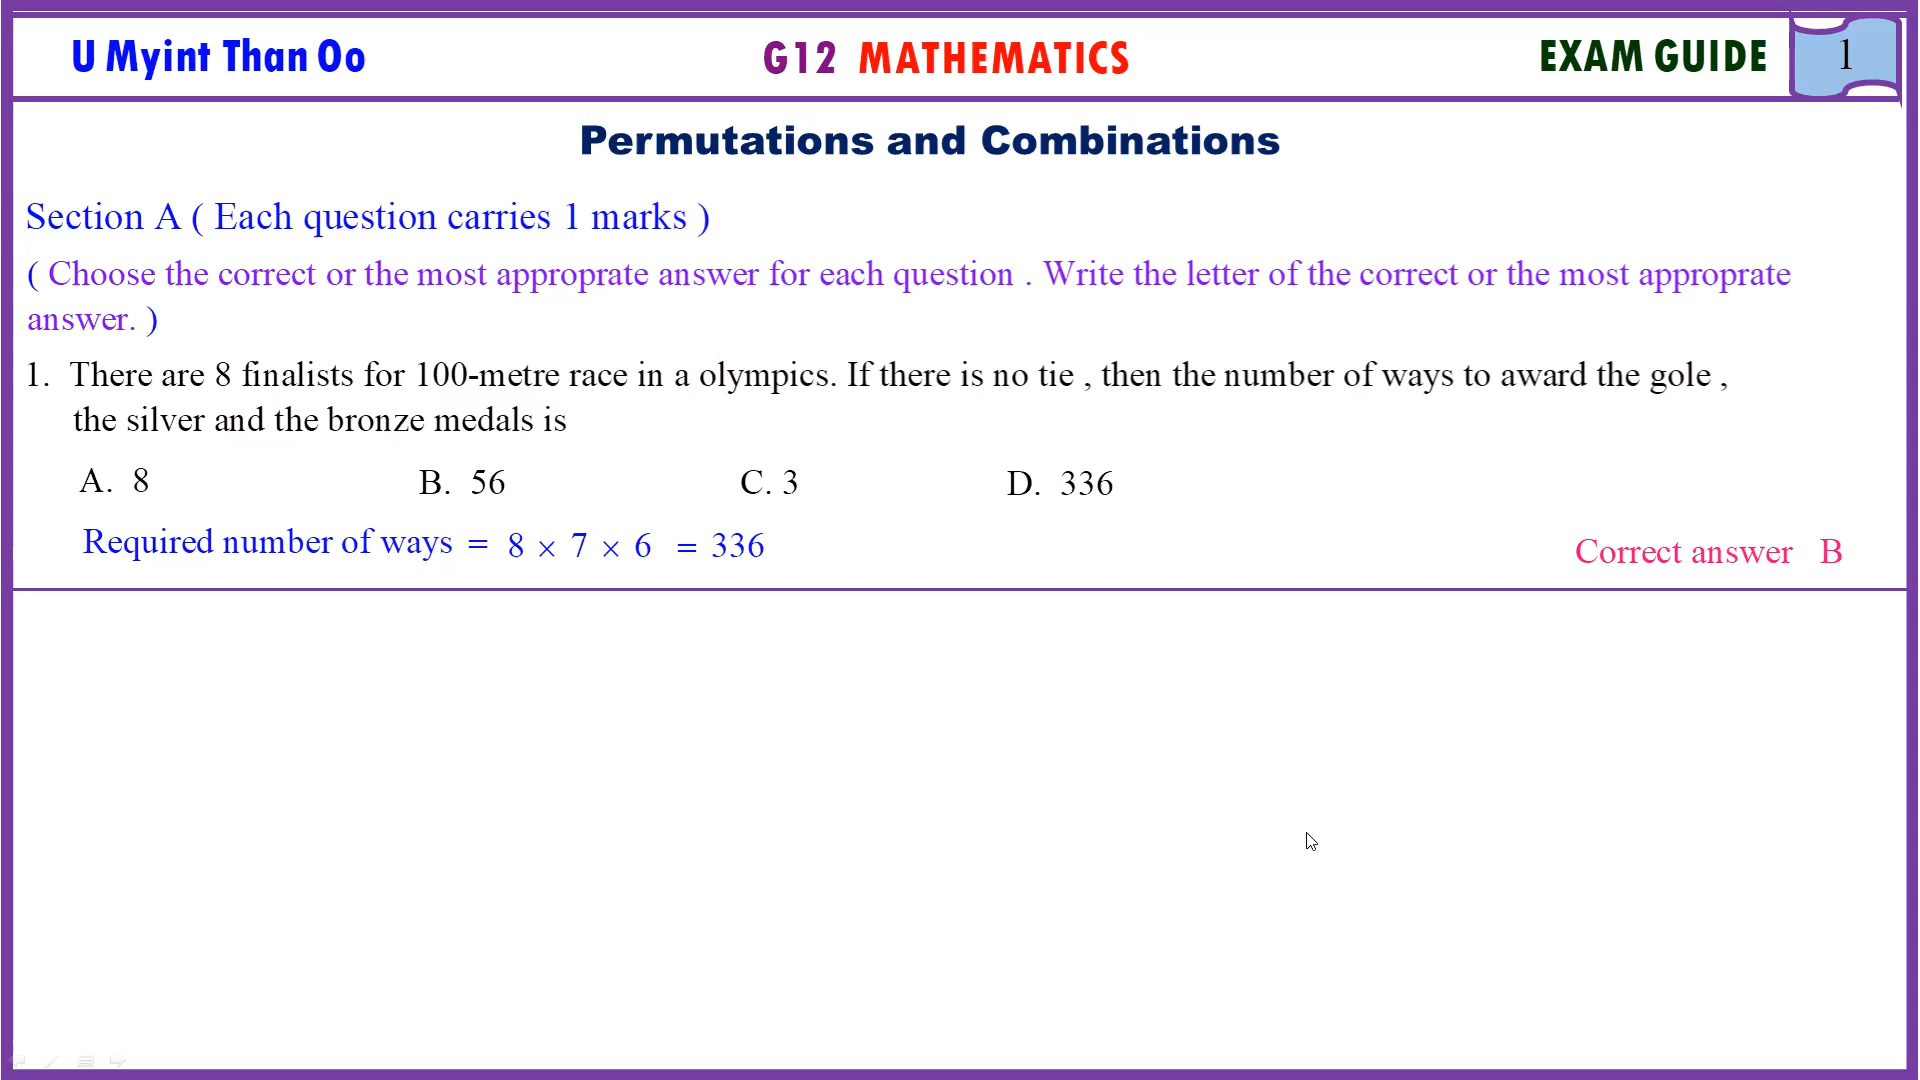 U Myint Than Oo G12 MATHEMATICS EXAM GUIDE 1
Permutations and Combinations
Section A ( Each question carries 1 marks )
( Choose the correct or the most approprate answer for each question . Write the letter of the correct or the most approprate
answer. )
1. There are 8 finalists for 100-metre race in a olympics. If there is no tie , then the number of ways to award the gole ,
the silver and the bronze medals is
A. 8 B. 56 C. 3 D. 336
Required number of ways = 8 × 7 × 6 = 336 Correct answer B